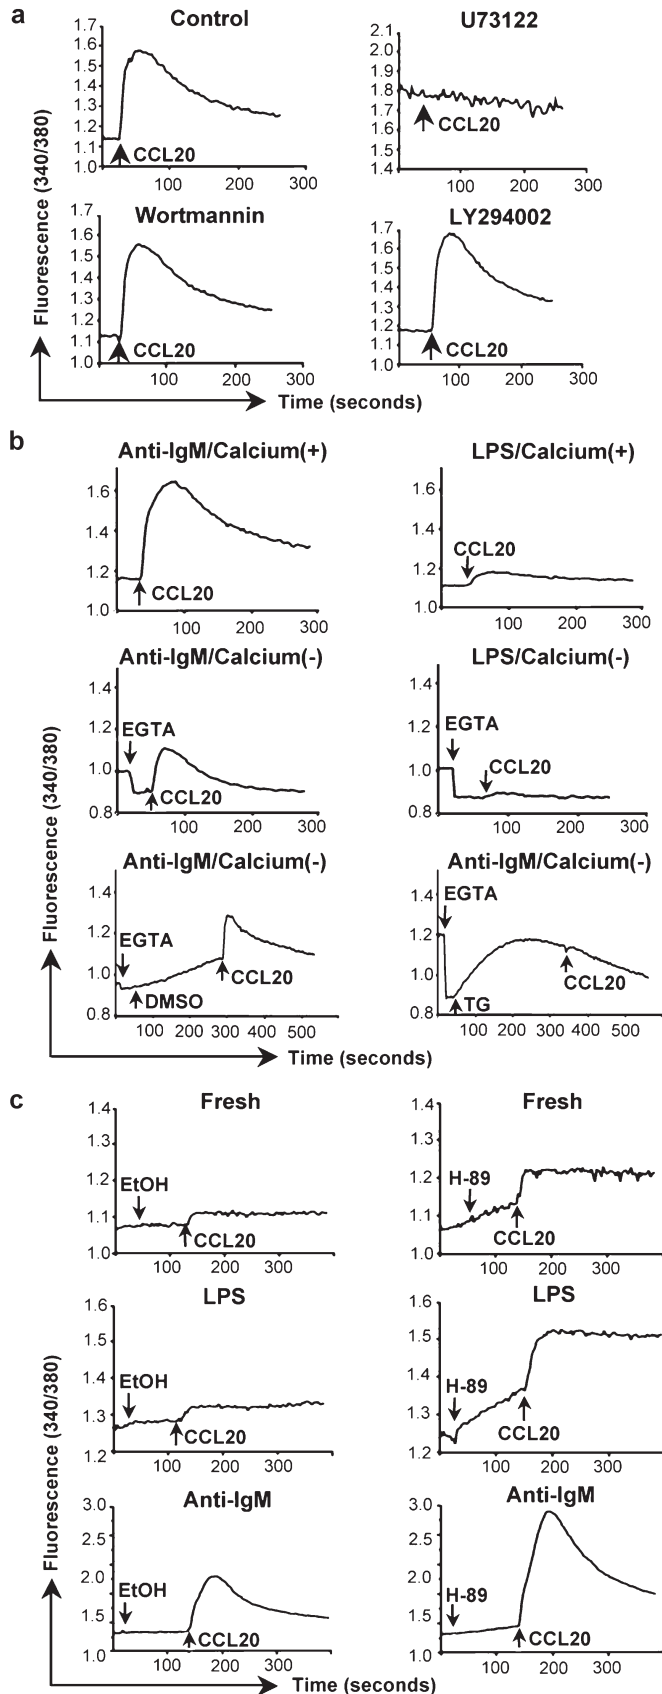 a
Control
1.7
1.6
1.5
1.4
1.3
1.2
1.1
1.0
CCL20
100
200
300
U73122
2.1
2.0
1.9
1.8
1.7
1.8
1.5
1.4
CCL20
100
200
300
Wortmannin
1.7
1.6
1.5
1.4
1.3
1.2
1.1
1.0
CCL20
100
200
300
LY294002
1.7
1.6
1.5
1.4
1.3
1.2
1.1
1.0
CCL20
100
200
300
Fluorescence (340/380)
Time (seconds)
b
Anti-IgM/Calcium(+)
1.6
1.4
1.2
1.0
CCL20
100
200
300
LPS/Calcium(+)
1.6
1.4
1.2
1.0
CCL20
100
200
300
Anti-IgM/Calcium(-)
1.4
1.2
1.0
0.8
EGTA
CCL20
100
200
300
LPS/Calcium(-)
1.4
1.2
1.0
0.8
EGTA
CCL20
100
200
300
Anti-IgM/Calcium(-)
1.4
1.2
1.0
0.8
EGTA
DMSO
CCL20
100 200 300 400 500
Anti-IgM/Calcium(-)
1.4
1.2
1.0
0.8
EGTA
TG
CCL20
100 200 300 400 500
Fluorescence (340/380)
Time (seconds)
c
Fresh
1.4
1.3
1.2
1.1
1.0
EtOH
CCL20
100
200
300
Fresh
1.4
1.3
1.2
1.1
1.0
H-89
CCL20
100
200
300
LPS
1.6
1.5
1.4
1.3
1.2
EtOH
CCL20
100
200
300
LPS
1.6
1.5
1.4
1.3
1.2
H-89
CCL20
100
200
300
Anti-IgM
3.0
2.0
1.5
1.0
EtOH
CCL20
100
200
300
Anti-IgM
3.0
2.0
1.5
1.0
H-89
CCL20
100
200
300
Fluorescence (340/380)
Time (seconds)